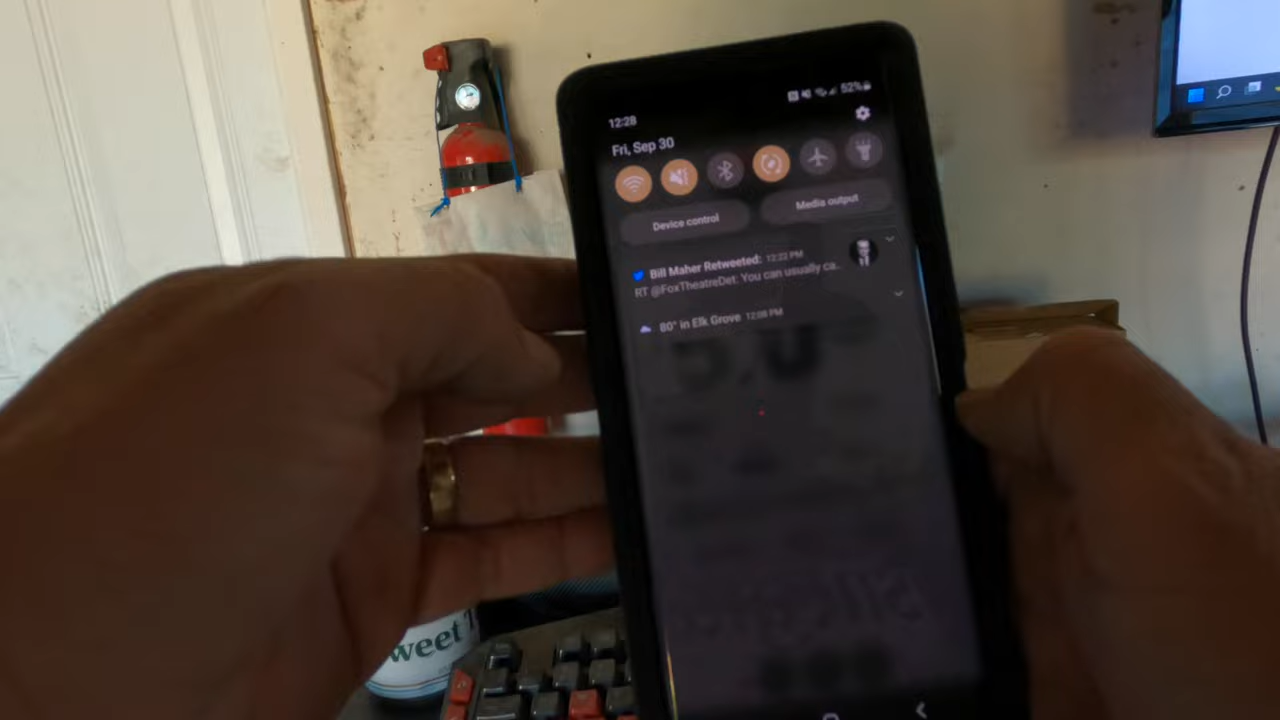 12:28
52%
Fri, Sep 30
Device control
Media output
Bill Maher Retweeted: 12:22 PM
RT @FoxTheatreDet: You can usually ca..
80° in Elk Grove 12:08 PM
weet T